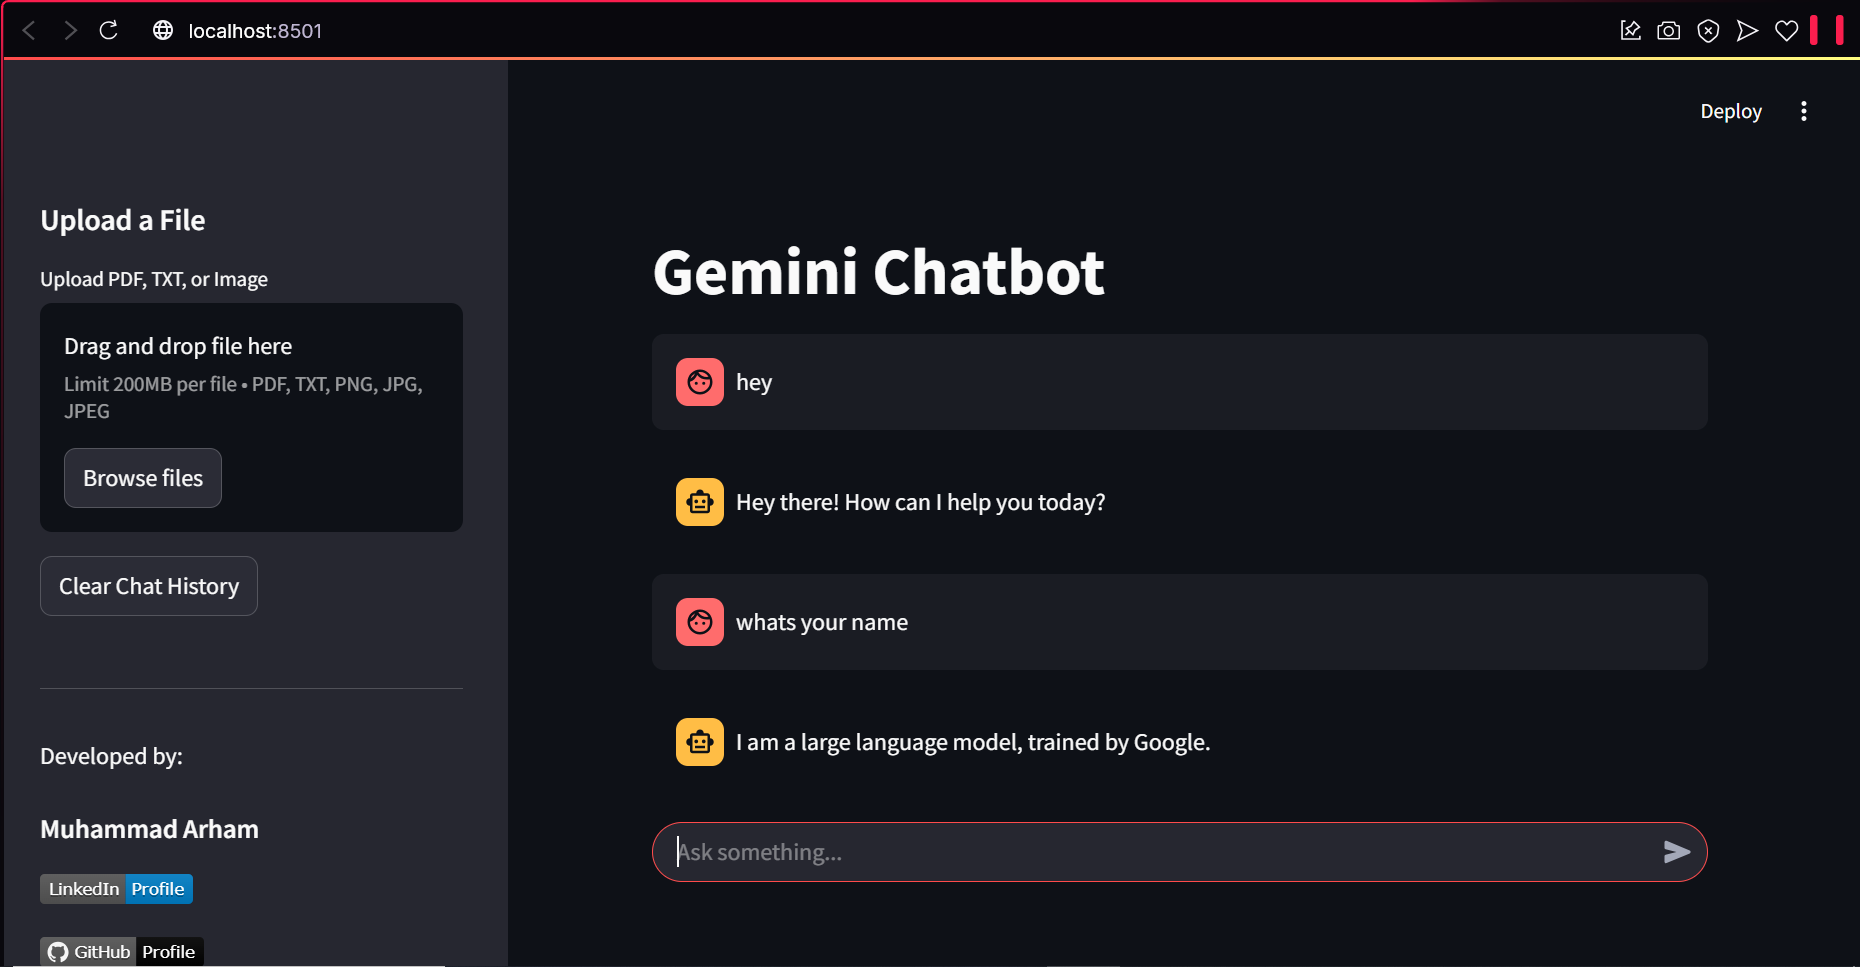 localhost:8501
Deploy
Upload a File
Upload PDF, TXT, or Image
Drag and drop file here
Limit 200MB per file • PDF, TXT, PNG, JPG,
JPEG
Browse files
Clear Chat History
Developed by:
Muhammad Arham
LinkedIn Profile
GitHub Profile
Gemini Chatbot
hey
Hey there! How can I help you today?
whats your name
I am a large language model, trained by Google.
Ask something...